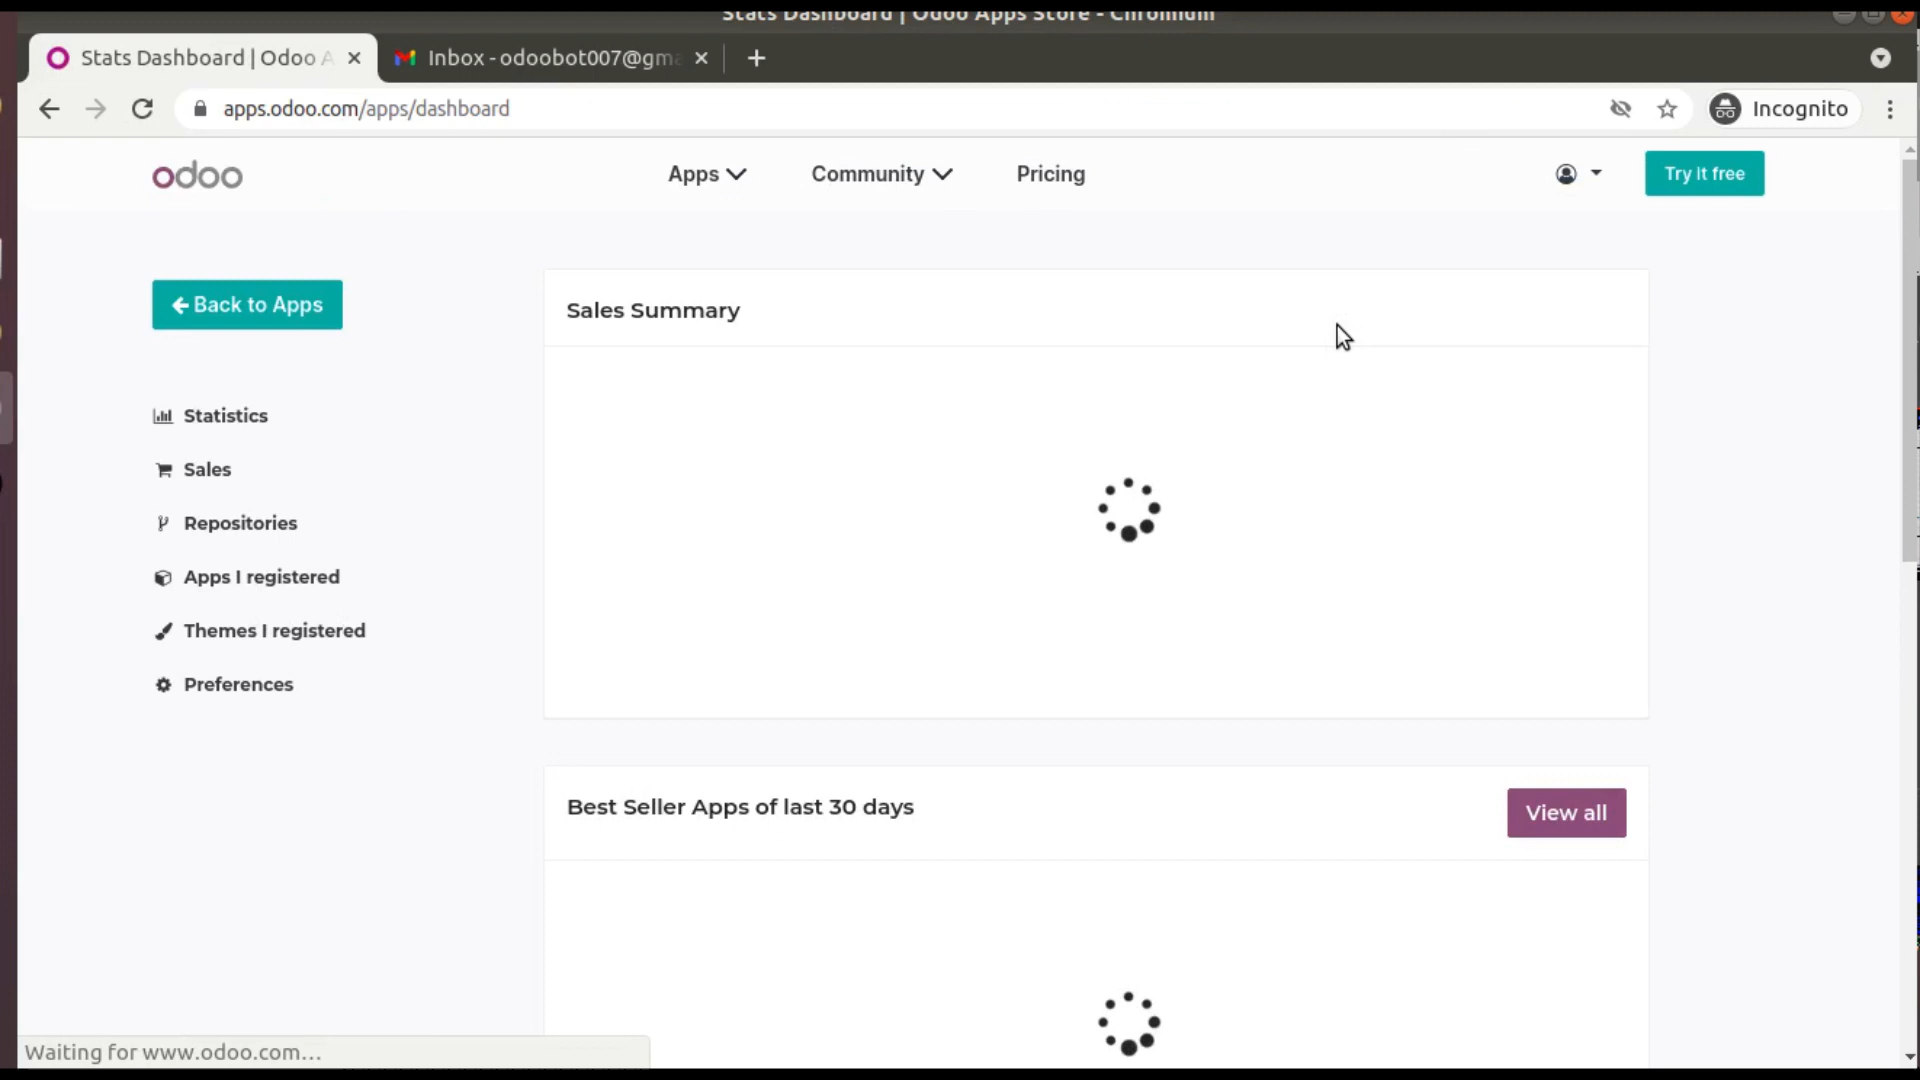 Stats Dashboard | Odoo Apps Store - Chromium
Stats Dashboard | Odoo A
Inbox - odoobot007@gma
apps.odoo.com/apps/dashboard
Incognito
odoo
Apps
Community
Pricing
Try it free
Back to Apps
Statistics
Sales
Repositories
Apps I registered
Themes I registered
Preferences
Sales Summary
Best Seller Apps of last 30 days
View all
Waiting for www.odoo.com...